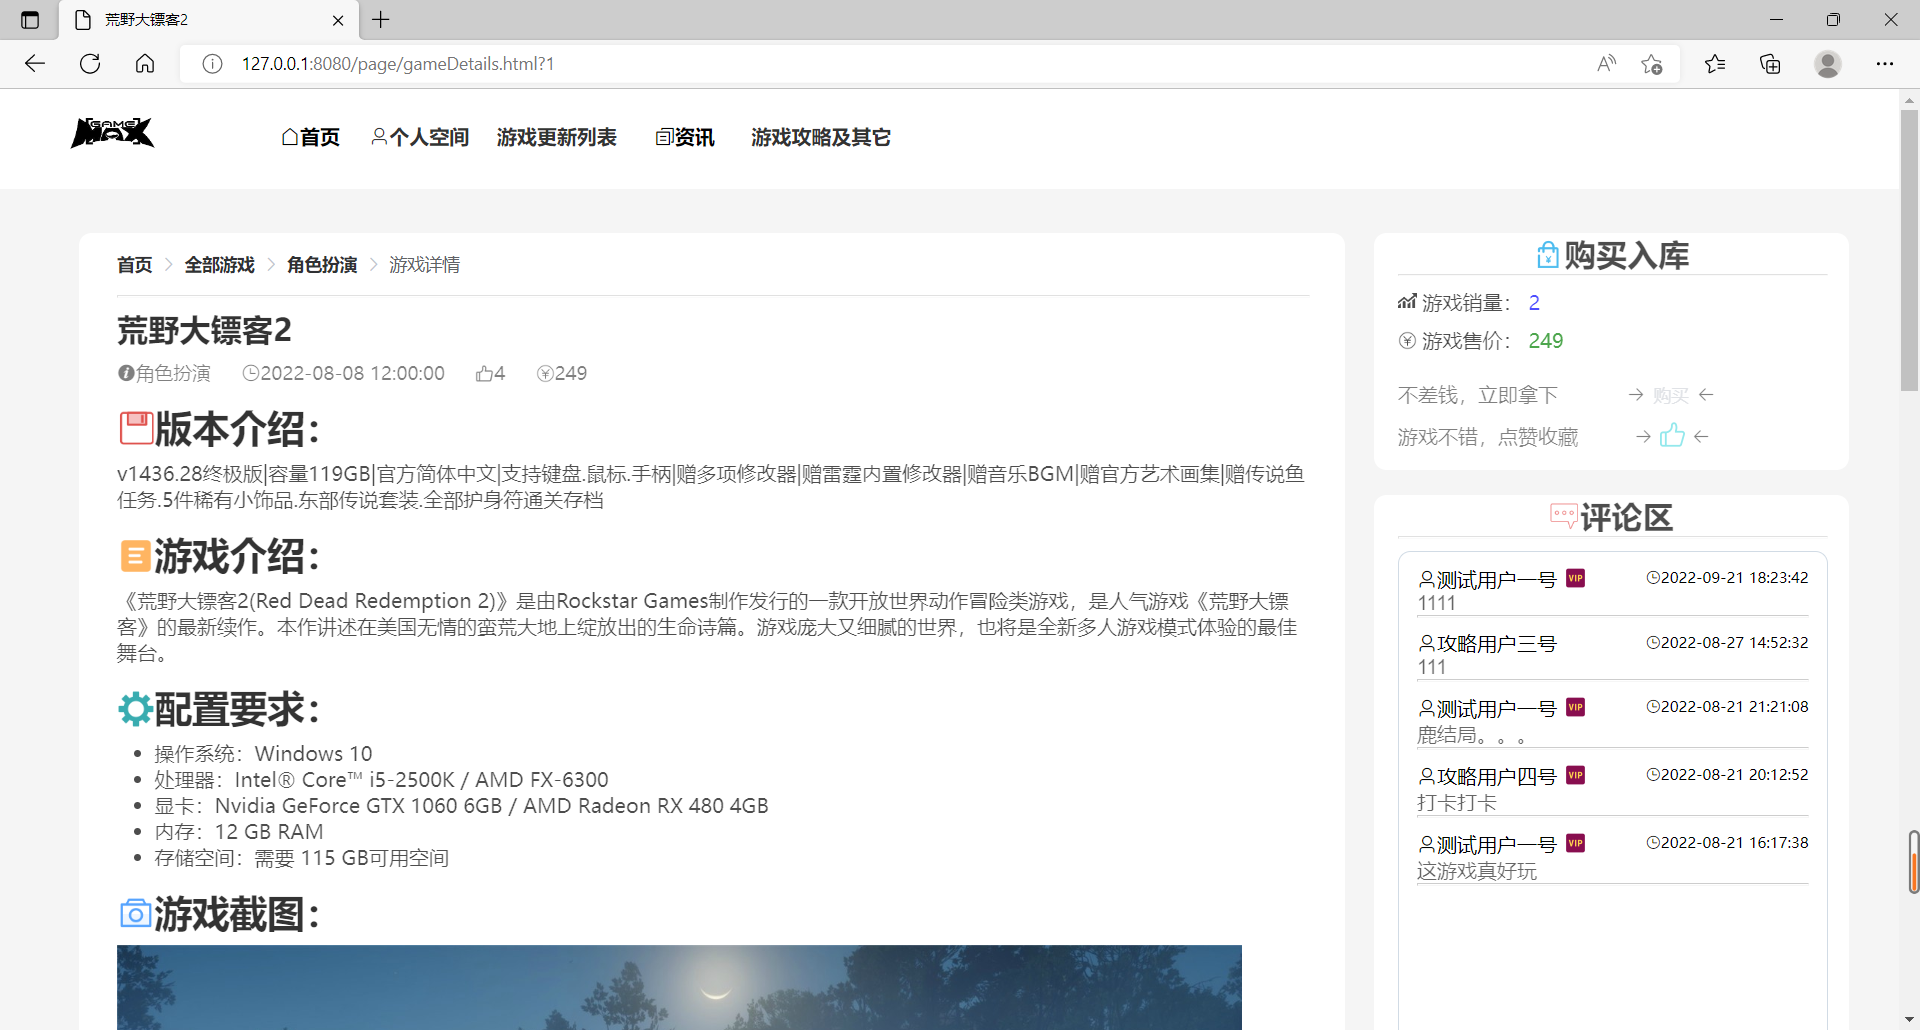 荒野大镖客2
127.0.0.1:8080/page/gameDetails.html?1
GAME
MAX
首页 个人空间 游戏更新列表 资讯 游戏攻略及其它
首页 > 全部游戏 > 角色扮演 > 游戏详情
荒野大镖客2
角色扮演 2022-08-08 12:00:00 4 249
版本介绍：
v1436.28终极版|容量119GB|官方简体中文|支持键盘.鼠标.手柄|赠多项修改器|赠雷霆内置修改器|赠音乐BGM|赠官方艺术画集|赠传说鱼
任务.5件稀有小饰品.东部传说套装.全部护身符通关存档
游戏介绍：
《荒野大镖客2(Red Dead Redemption 2)》是由Rockstar Games制作发行的一款开放世界动作冒险类游戏，是人气游戏《荒野大镖
客》的最新续作。本作讲述在美国无情的蛮荒大地上绽放出的生命诗篇。游戏庞大又细腻的世界，也将是全新多人游戏模式体验的最佳
舞台。
配置要求：
• 操作系统：Windows 10
• 处理器：Intel® Core™ i5-2500K / AMD FX-6300
• 显卡：Nvidia GeForce GTX 1060 6GB / AMD Radeon RX 480 4GB
• 内存：12 GB RAM
• 存储空间：需要 115 GB可用空间
游戏截图：
购买入库
游戏销量： 2
游戏售价： 249
不差钱，立即拿下 → 购买 ←
游戏不错，点赞收藏 → ←
评论区
测试用户一号 VIP 2022-09-21 18:23:42
1111
攻略用户三号 2022-08-27 14:52:32
111
测试用户一号 VIP 2022-08-21 21:21:08
鹿结局。。。
攻略用户四号 VIP 2022-08-21 20:12:52
打卡打卡
测试用户一号 VIP 2022-08-21 16:17:38
这游戏真好玩